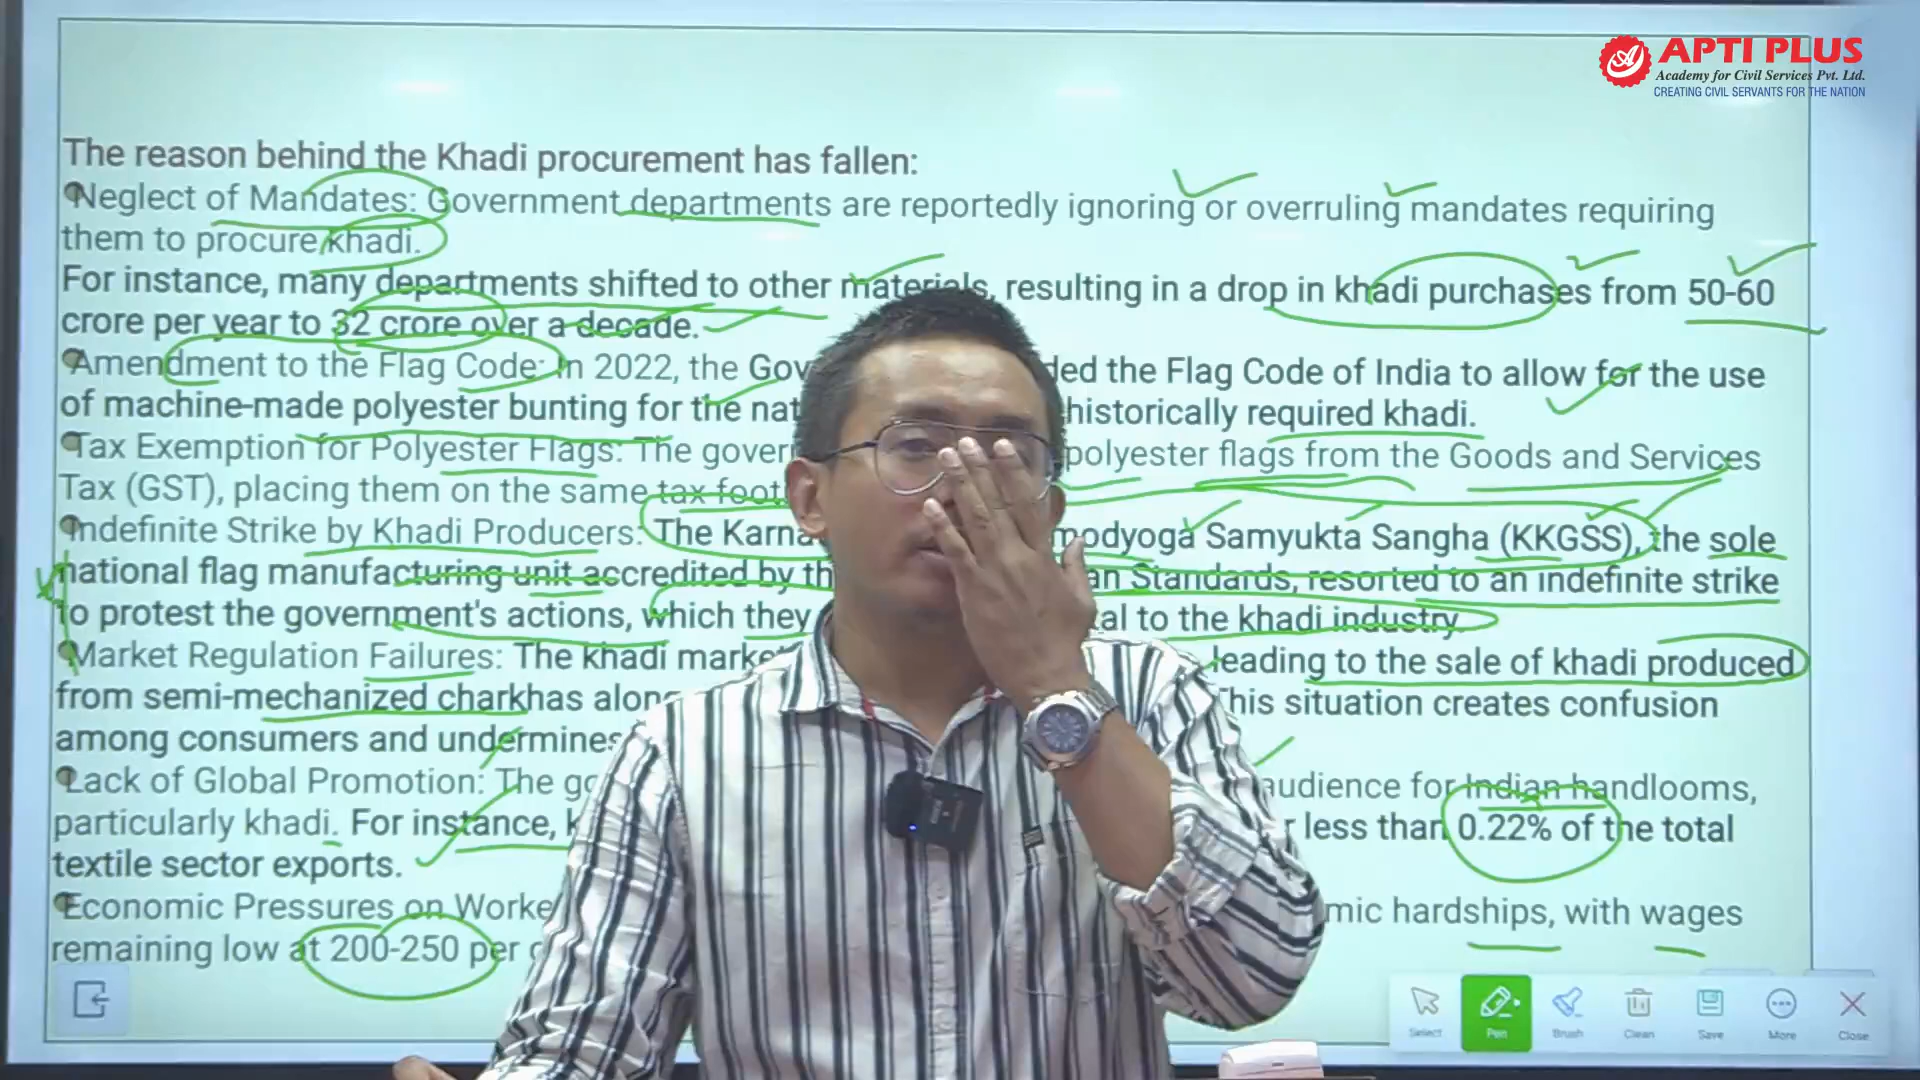 APTI PLUS
Academy for Civil Services Pvt. Ltd.
CREATING CIVIL SERVANTS FOR THE NATION
The reason behind the Khadi procurement has fallen:
Neglect of Mandates: Government departments are reportedly ignoring or overruling mandates requiring
them to procure khadi.
For instance, many departments shifted to other materials, resulting in a drop in khadi purchases from 50-60
crore per year to 32 crore over a decade.
Amendment to the Flag Code: In 2022, the Gov ded the Flag Code of India to allow for the use
of machine-made polyester bunting for the nat historically required khadi.
Tax Exemption for Polyester Flags: The gover polyester flags from the Goods and Services
Tax (GST), placing them on the same tax foot
Indefinite Strike by Khadi Producers: The Karna modyoga Samyukta Sangha (KKGSS), the sole
national flag manufacturing unit accredited by th an Standards, resorted to an indefinite strike
to protest the government's actions, which they al to the khadi industry.
Market Regulation Failures: The khadi marke leading to the sale of khadi produced
from semi-mechanized charkhas alon This situation creates confusion
among consumers and undermines
Lack of Global Promotion: The go audience for Indian handlooms,
particularly khadi. For instance, k r less than 0.22% of the total
textile sector exports.
Economic Pressures on Worke mic hardships, with wages
remaining low at 200-250 per
Select Pen Brush Clean Save More Close